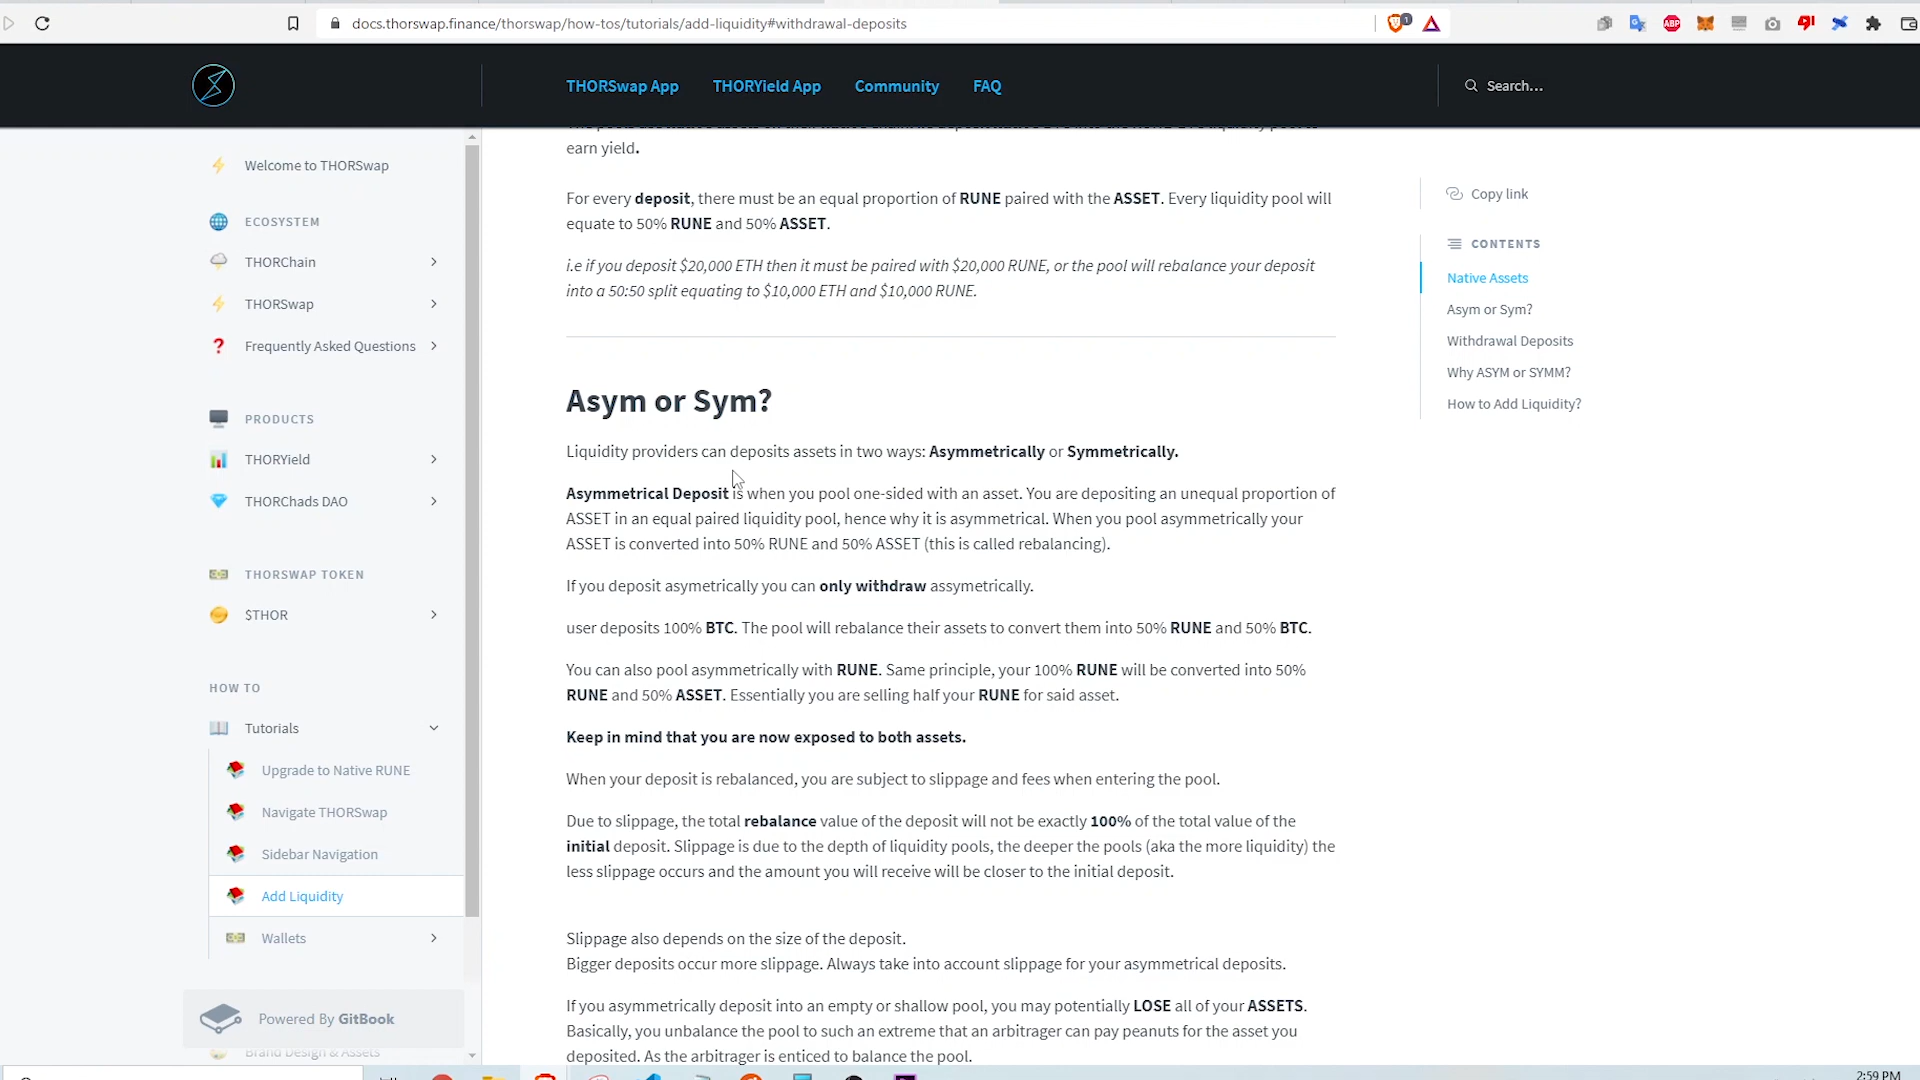 docs.thorswap.finance/thorswap/how-tos/tutorials/add-liquidity#withdrawal-deposits
1
ABP
THORSwap App
THORYield App
Community
FAQ
Search...
Welcome to THORSwap
ECOSYSTEM
THORChain
THORSwap
Frequently Asked Questions
PRODUCTS
THORYield
THORChads DAO
THORSWAP TOKEN
$THOR
HOW TO
Tutorials
Upgrade to Native RUNE
Navigate THORSwap
Sidebar Navigation
Add Liquidity
Wallets
Powered By GitBook
Brand Design & Assets
earn yield.
For every deposit, there must be an equal proportion of RUNE paired with the ASSET. Every liquidity pool will
equate to 50% RUNE and 50% ASSET.
i.e if you deposit $20,000 ETH then it must be paired with $20,000 RUNE, or the pool will rebalance your deposit
into a 50:50 split equating to $10,000 ETH and $10,000 RUNE.
Asym or Sym?
Liquidity providers can deposits assets in two ways: Asymmetrically or Symmetrically.
Asymmetrical Deposit is when you pool one-sided with an asset. You are depositing an unequal proportion of
ASSET in an equal paired liquidity pool, hence why it is asymmetrical. When you pool asymmetrically your
ASSET is converted into 50% RUNE and 50% ASSET (this is called rebalancing).
If you deposit asymetrically you can only withdraw assymetrically.
user deposits 100% BTC. The pool will rebalance their assets to convert them into 50% RUNE and 50% BTC.
You can also pool asymmetrically with RUNE. Same principle, your 100% RUNE will be converted into 50%
RUNE and 50% ASSET. Essentially you are selling half your RUNE for said asset.
Keep in mind that you are now exposed to both assets.
When your deposit is rebalanced, you are subject to slippage and fees when entering the pool.
Due to slippage, the total rebalance value of the deposit will not be exactly 100% of the total value of the
initial deposit. Slippage is due to the depth of liquidity pools, the deeper the pools (aka the more liquidity) the
less slippage occurs and the amount you will receive will be closer to the initial deposit.
Slippage also depends on the size of the deposit.
Bigger deposits occur more slippage. Always take into account slippage for your asymmetrical deposits.
If you asymmetrically deposit into an empty or shallow pool, you may potentially LOSE all of your ASSETS.
Basically, you unbalance the pool to such an extreme that an arbitrager can pay peanuts for the asset you
deposited. As the arbitrager is enticed to balance the pool.
Copy link
CONTENTS
Native Assets
Asym or Sym?
Withdrawal Deposits
Why ASYM or SYMM?
How to Add Liquidity?
2:59 PM